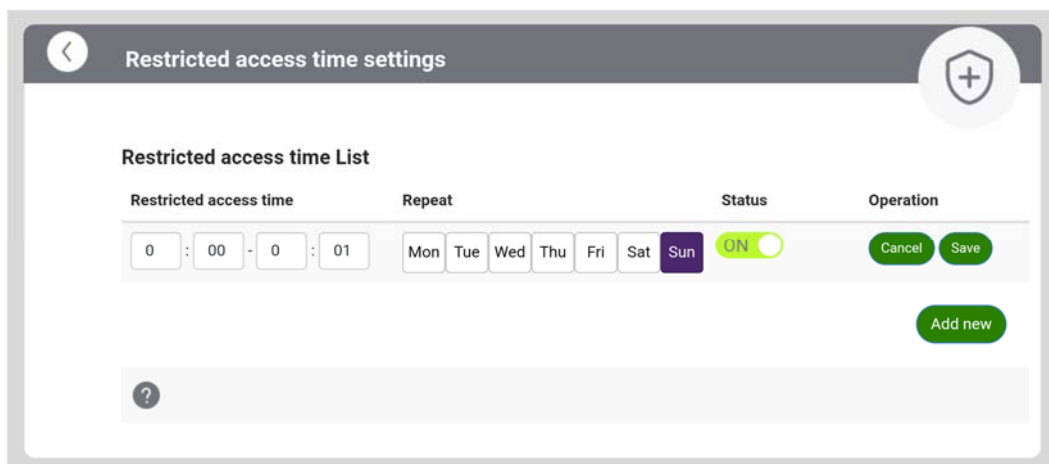 Restricted access time settings
Restricted access time List
Restricted access time Repeat Status Operation
0 : 00 - 0 : 01 Mon Tue Wed Thu Fri Sat Sun ON Cancel Save
Add new
?